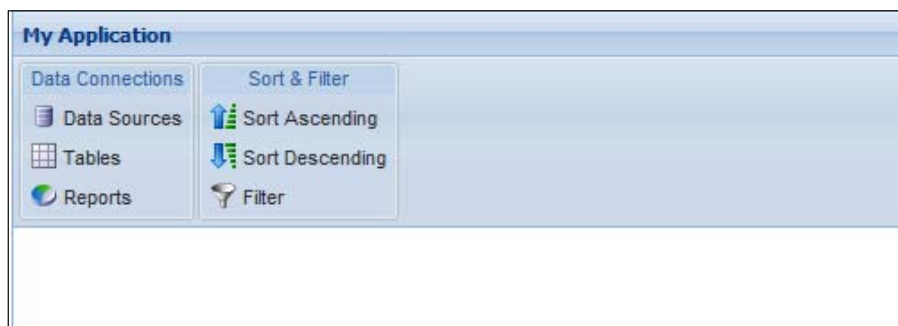 My Application
Data Connections
Data Sources
Tables
Reports
Sort & Filter
Sort Ascending
Sort Descending
Filter